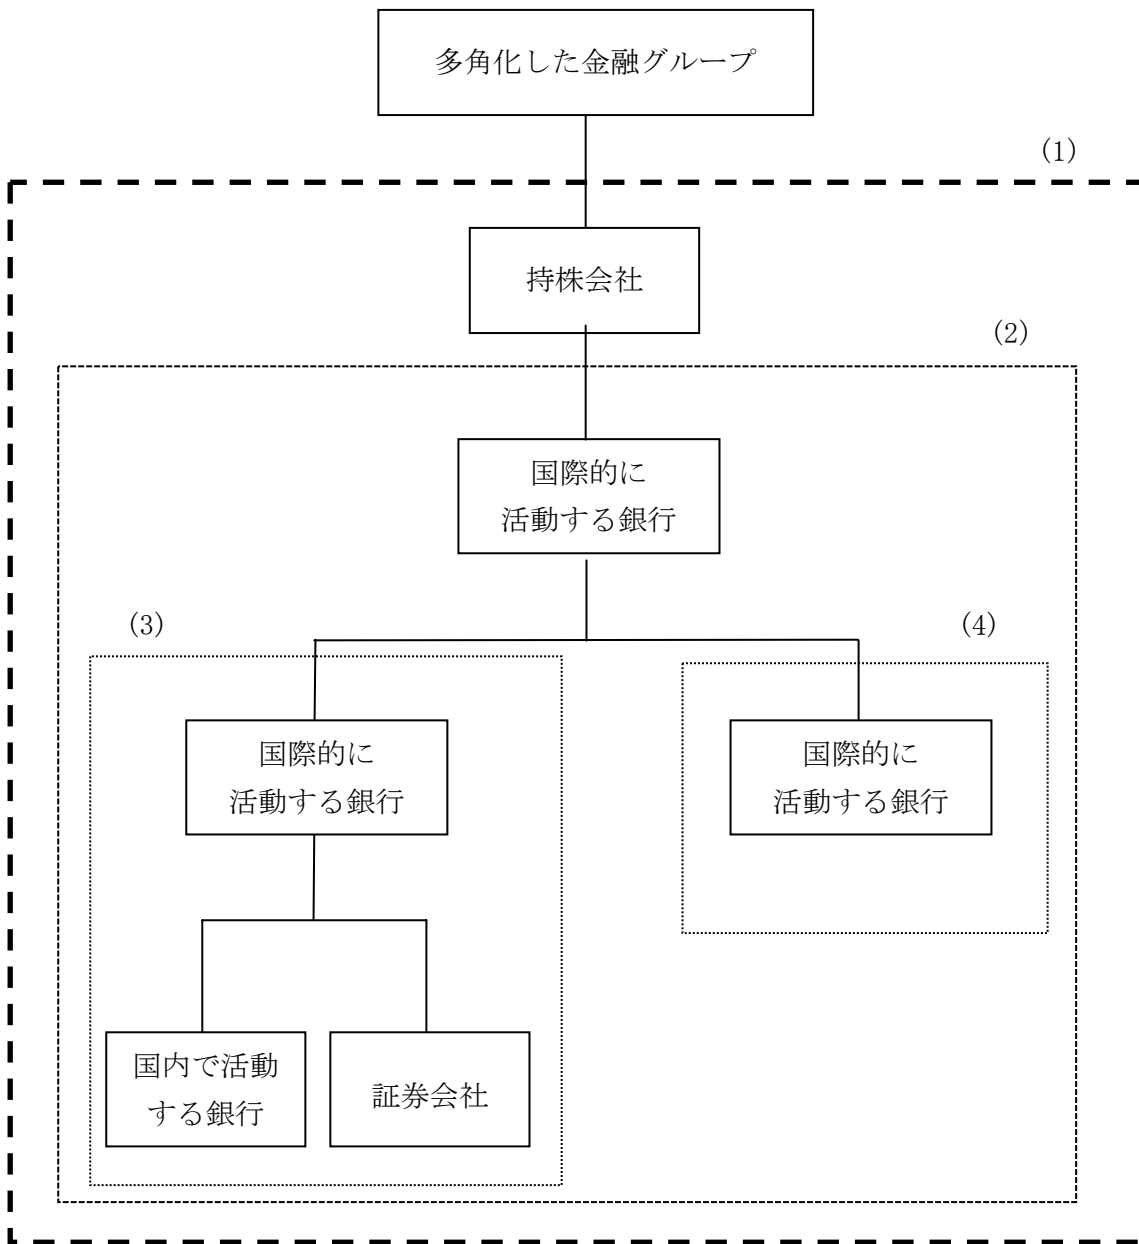 多角化した金融グループ
(1)
持株会社
(2)
国際的に
活動する銀行
(3)
(4)
国際的に
活動する銀行
国際的に
活動する銀行
国内で活動
する銀行
証券会社